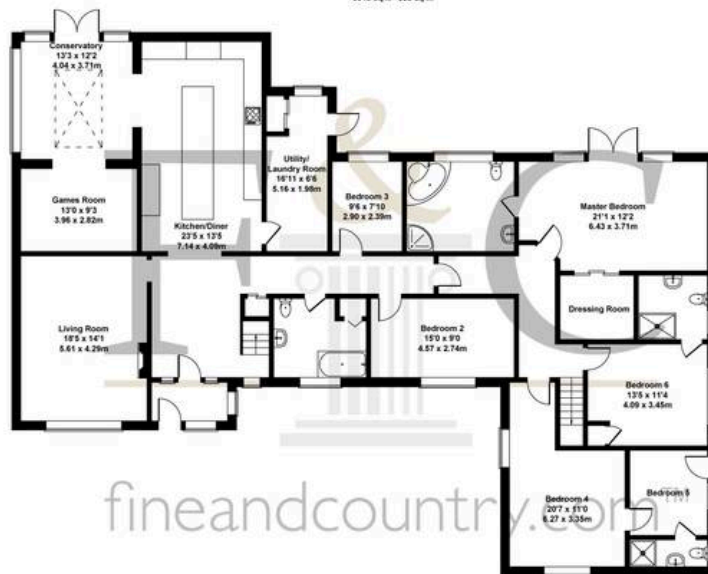 Conservatory
13'3 x 12'2
4.04 x 3.71m
Games Room
13'0 x 9'3
3.96 x 2.82m
Kitchen/Diner
23'5 x 13'5
7.14 x 4.09m
Utility/
Laundry Room
16'11 x 6'6
5.16 x 1.98m
Bedroom 3
9'6 x 7'10
2.90 x 2.39m
Master Bedroom
21'1 x 12'2
6.43 x 3.71m
Dressing Room
Living Room
18'5 x 14'1
5.61 x 4.29m
Bedroom 2
15'0 x 9'0
4.57 x 2.74m
Bedroom 6
13'5 x 11'4
4.09 x 3.45m
Bedroom 4
20'7 x 11'0
6.27 x 3.35m
Bedroom 5
F & C
fineandcountry.com
TM